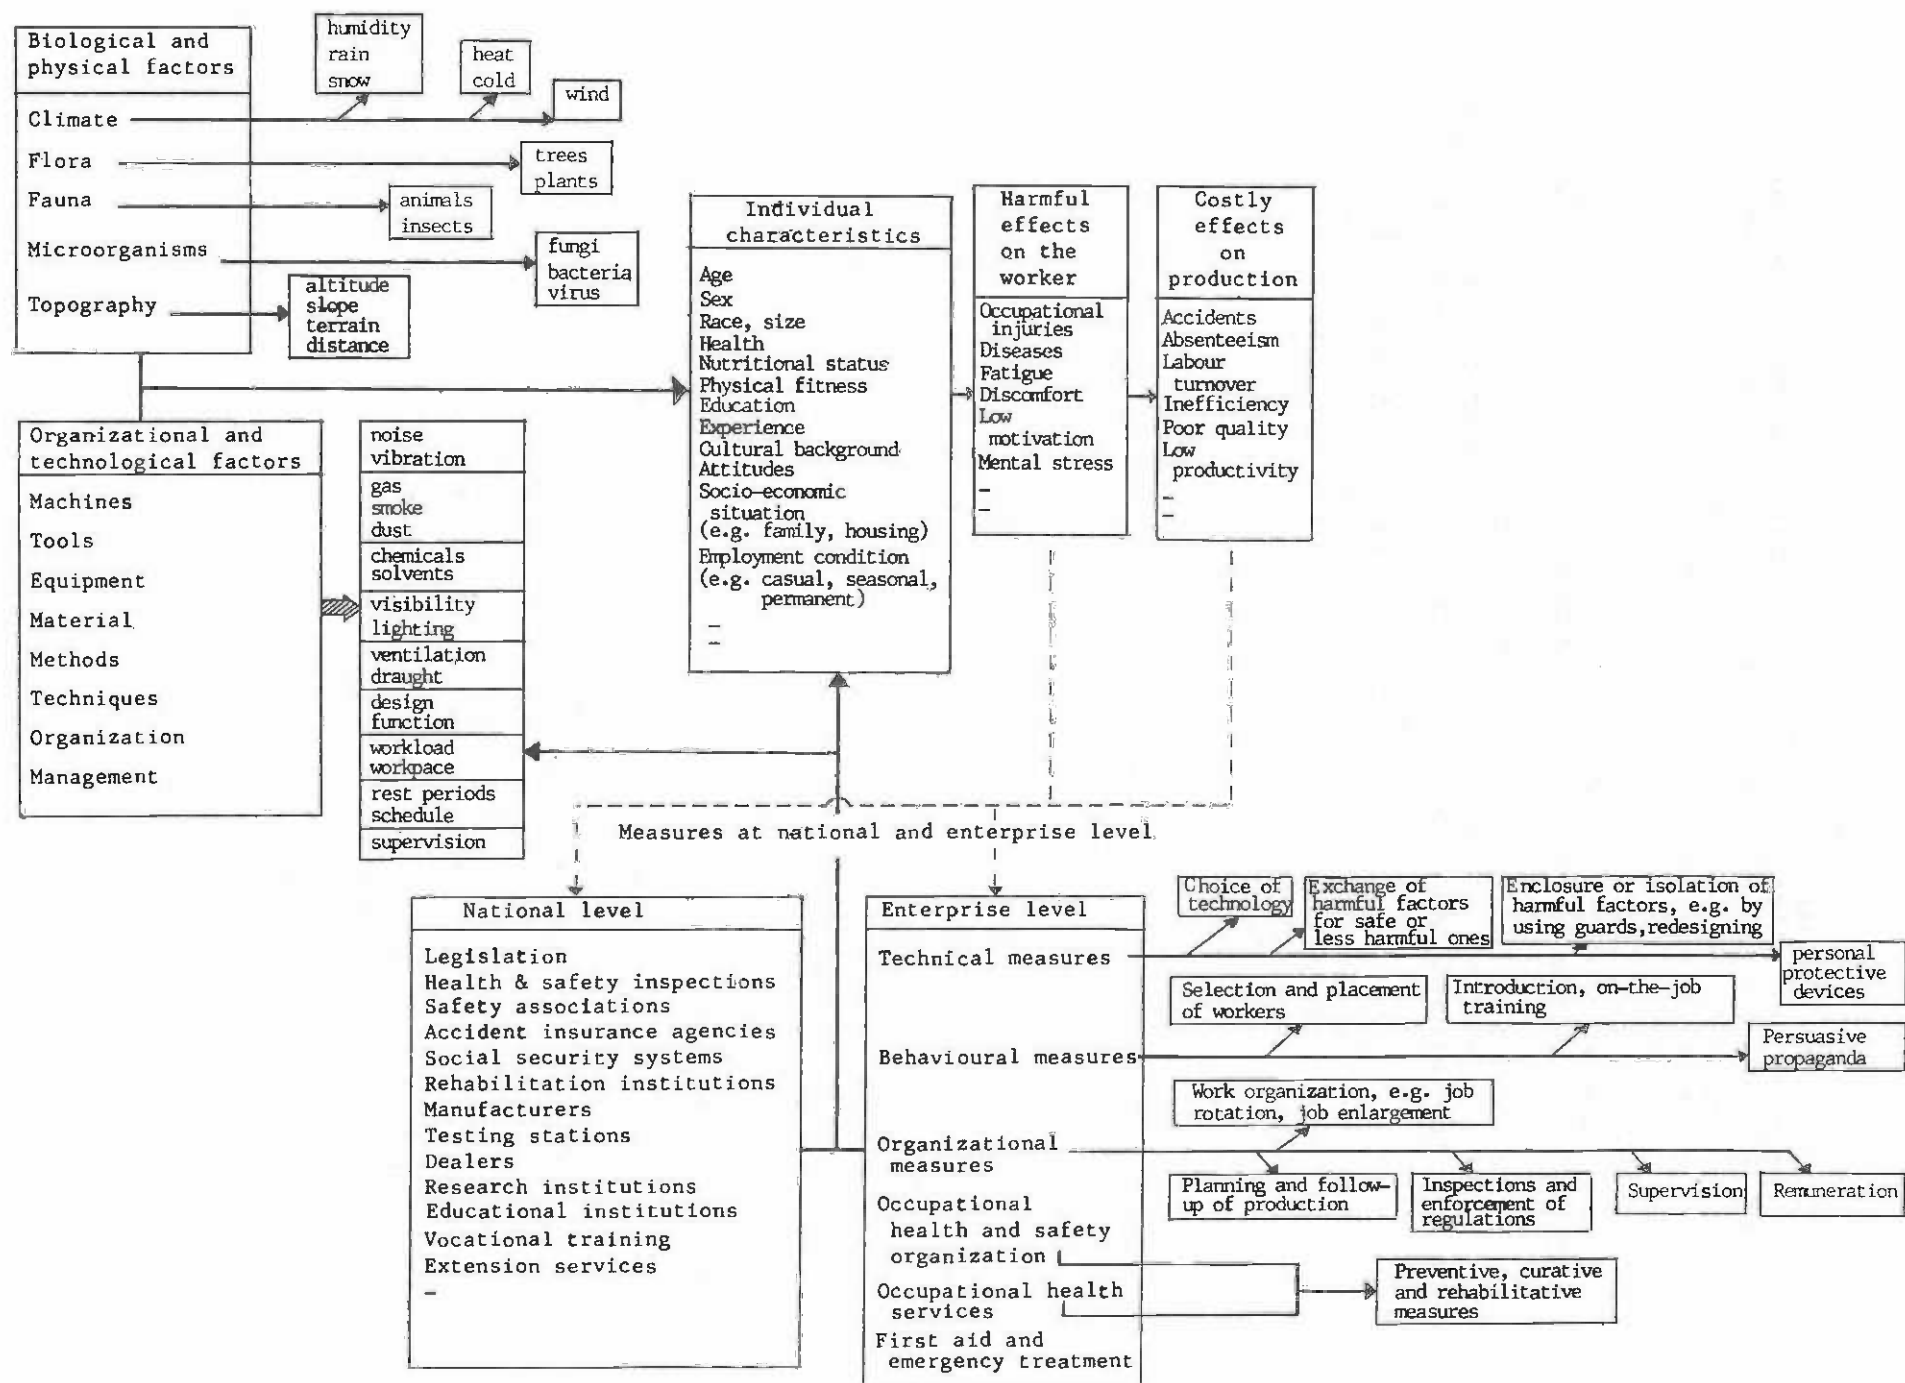 Biological and
physical factors
Climate
Flora
Fauna
Microorganisms
Topography
humidity
rain
snow
heat
cold
wind
trees
plants
animals
insects
fungi
bacteria
virus
altitude
slope
terrain
distance
Organizational and
technological factors
Machines
Tools
Equipment
Material
Methods
Techniques
Organization
Management
noise
vibration
gas
smoke
dust
chemicals
solvents
visibility
lighting
ventilation
draught
design
function
workload
workpace
rest periods
schedule
supervision
Individual
characteristics
Age
Sex
Race, size
Health
Nutritional status
Physical fitness
Education
Experience
Cultural background
Attitudes
Socio-economic
situation
(e.g. family, housing)
Employment condition
(e.g. casual, seasonal,
permanent)
–
–
Harmful
effects
on the
worker
Occupational
injuries
Diseases
Fatigue
Discomfort
Low
motivation
Mental stress
–
–
Costly
effects
on
production
Accidents
Absenteeism
Labour
turnover
Inefficiency
Poor quality
Low
productivity
–
–
Measures at national and enterprise level
National level
Legislation
Health & safety inspections
Safety associations
Accident insurance agencies
Social security systems
Rehabilitation institutions
Manufacturers
Testing stations
Dealers
Research institutions
Educational institutions
Vocational training
Extension services
–
Enterprise level
Technical measures
Behavioural measures
Organizational
measures
Occupational
health and safety
organization
Occupational health
services
First aid and
emergency treatment
Choice of
technology
Exchange of
harmful factors
for safe or
less harmful ones
Enclosure or isolation of
harmful factors, e.g. by
using guards,redesigning
personal
protective
devices
Selection and placement
of workers
Introduction, on-the-job
training
Persuasive
propaganda
Work organization, e.g. job
rotation, job enlargement
Planning and follow-
up of production
Inspections and
enforcement of
regulations
Supervision
Remuneration
Preventive, curative
and rehabilitative
measures